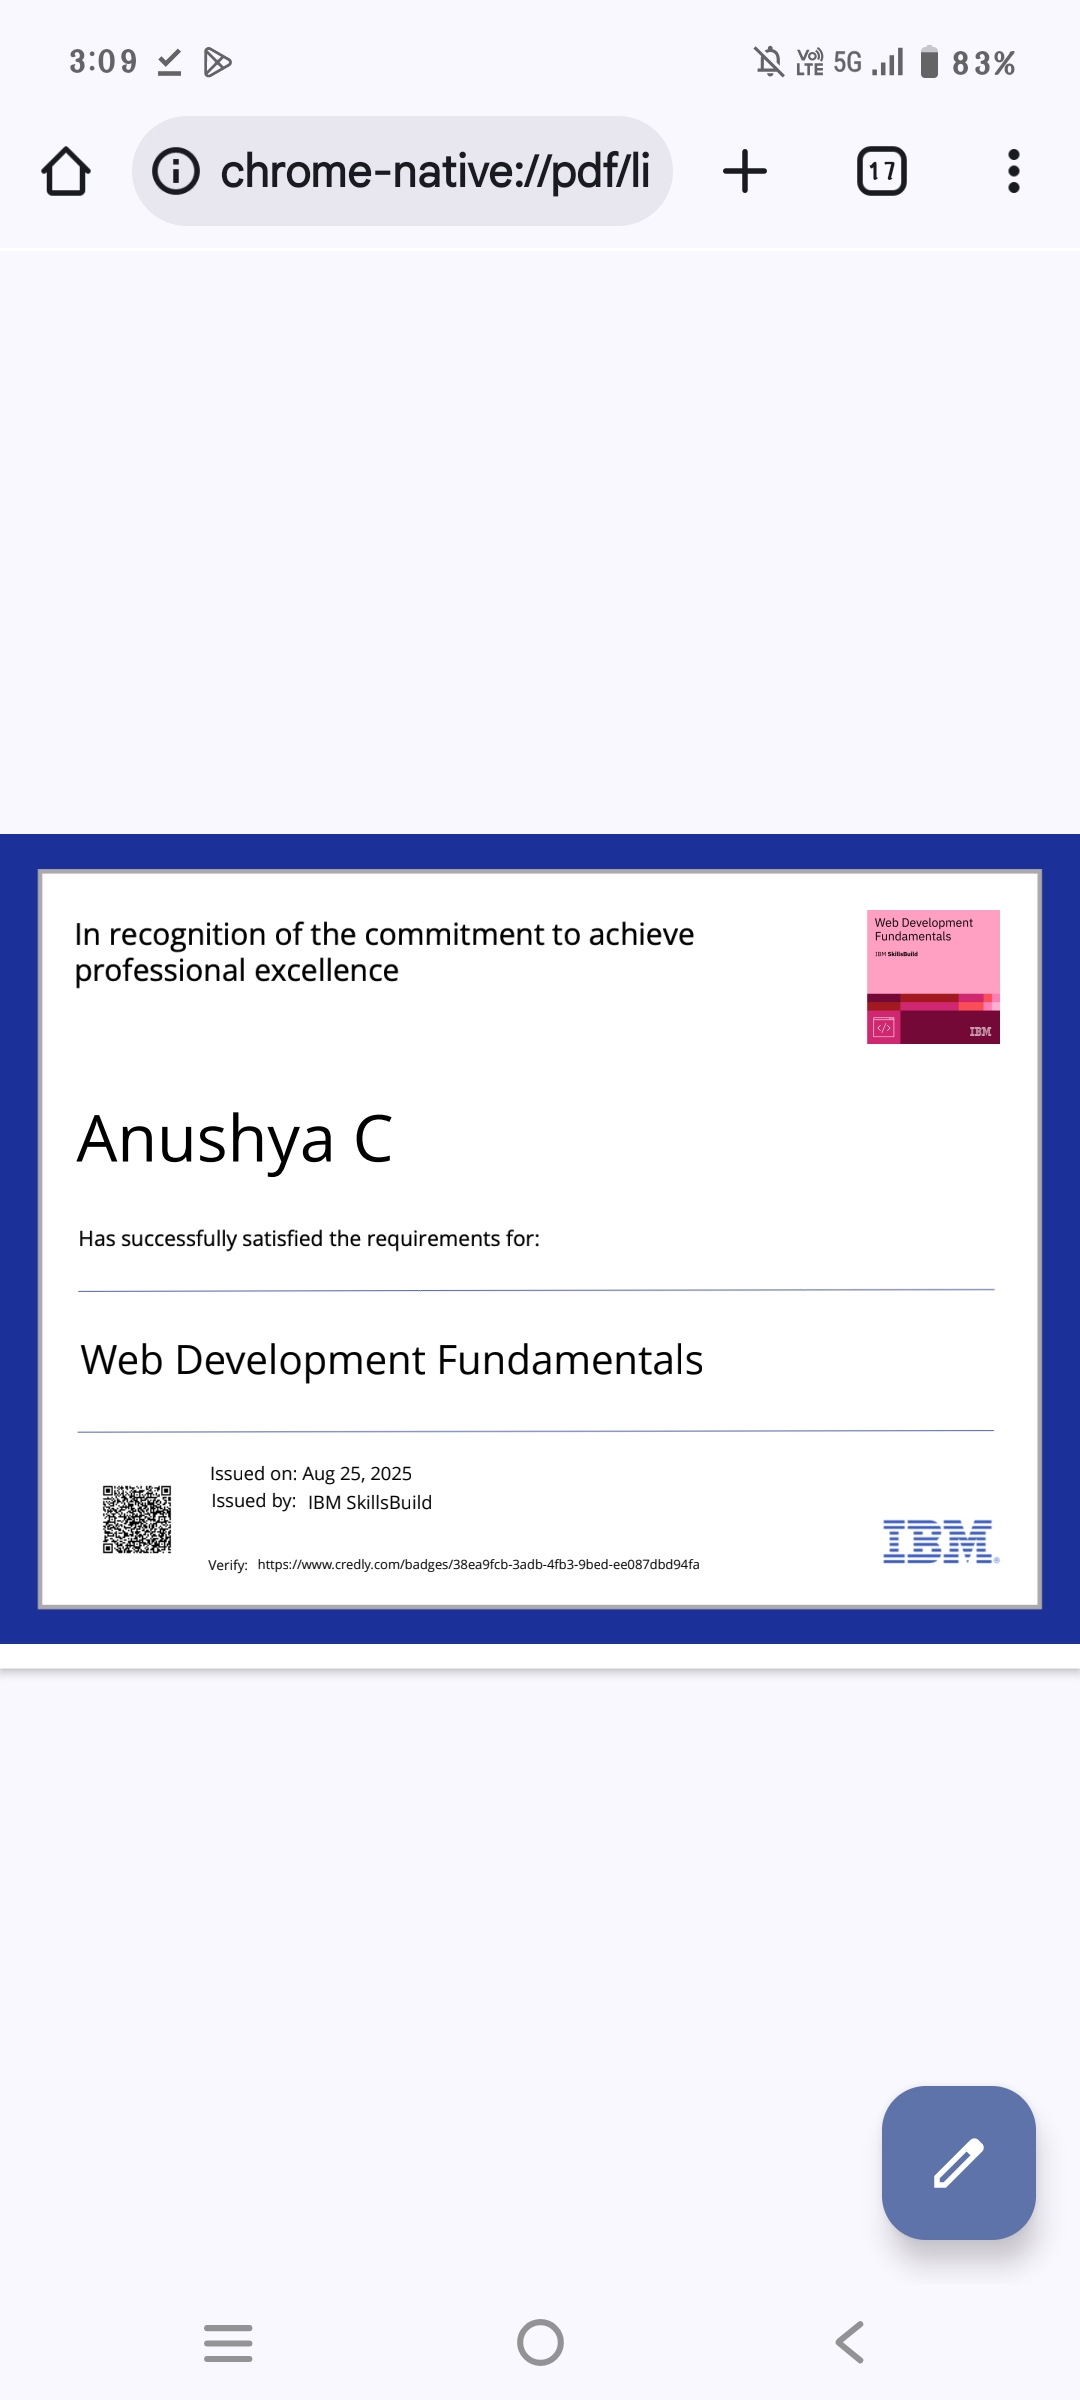 3:09
Vo)) LTE 5G 83%
chrome-native://pdf/li
17
In recognition of the commitment to achieve
professional excellence
Web Development
Fundamentals
IBM SkillsBuild
</>
IBM
Anushya C
Has successfully satisfied the requirements for:
Web Development Fundamentals
Issued on: Aug 25, 2025
Issued by: IBM SkillsBuild
IBM®
Verify: https://www.credly.com/badges/38ea9fcb-3adb-4fb3-9bed-ee087dbd94fa